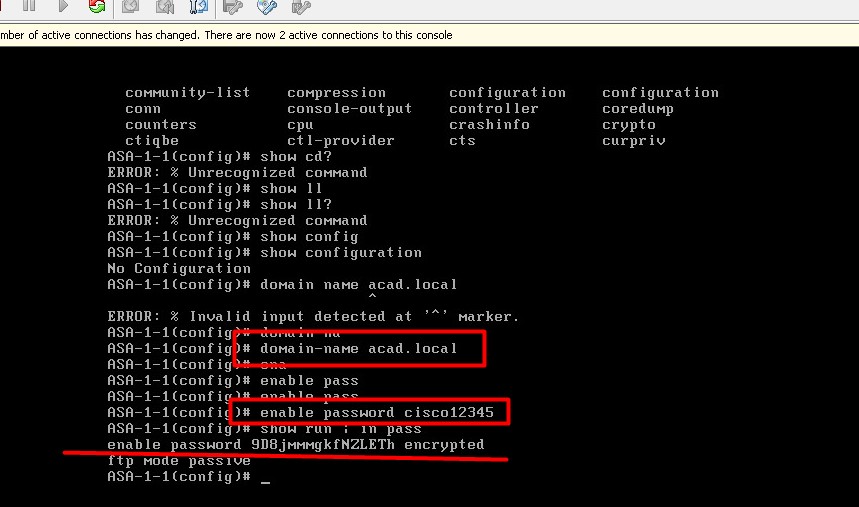 mber of active connections has changed. There are now 2 active connections to this console
community-list compression configuration configuration
conn console-output controller coredump
counters cpu crashinfo crypto
ctiqbe ctl-provider cts curpriv
ASA-1-1(config)# show cd?
ERROR: % Unrecognized command
ASA-1-1(config)# show ll
ASA-1-1(config)# show ll?
ERROR: % Unrecognized command
ASA-1-1(config)# show config
ASA-1-1(config)# show configuration
No Configuration
ASA-1-1(config)# domain name acad.local
^
ERROR: % Invalid input detected at '^' marker.
ASA-1-1(config)# domain na
ASA-1-1(config)# domain-name acad.local
ASA-1-1(config)# ena
ASA-1-1(config)# enable pass
ASA-1-1(config)# enable pass
ASA-1-1(config)# enable password cisco12345
ASA-1-1(config)# show run | in pass
enable password 9D8jmmmgkfNZLETh encrypted
ftp mode passive
ASA-1-1(config)# _